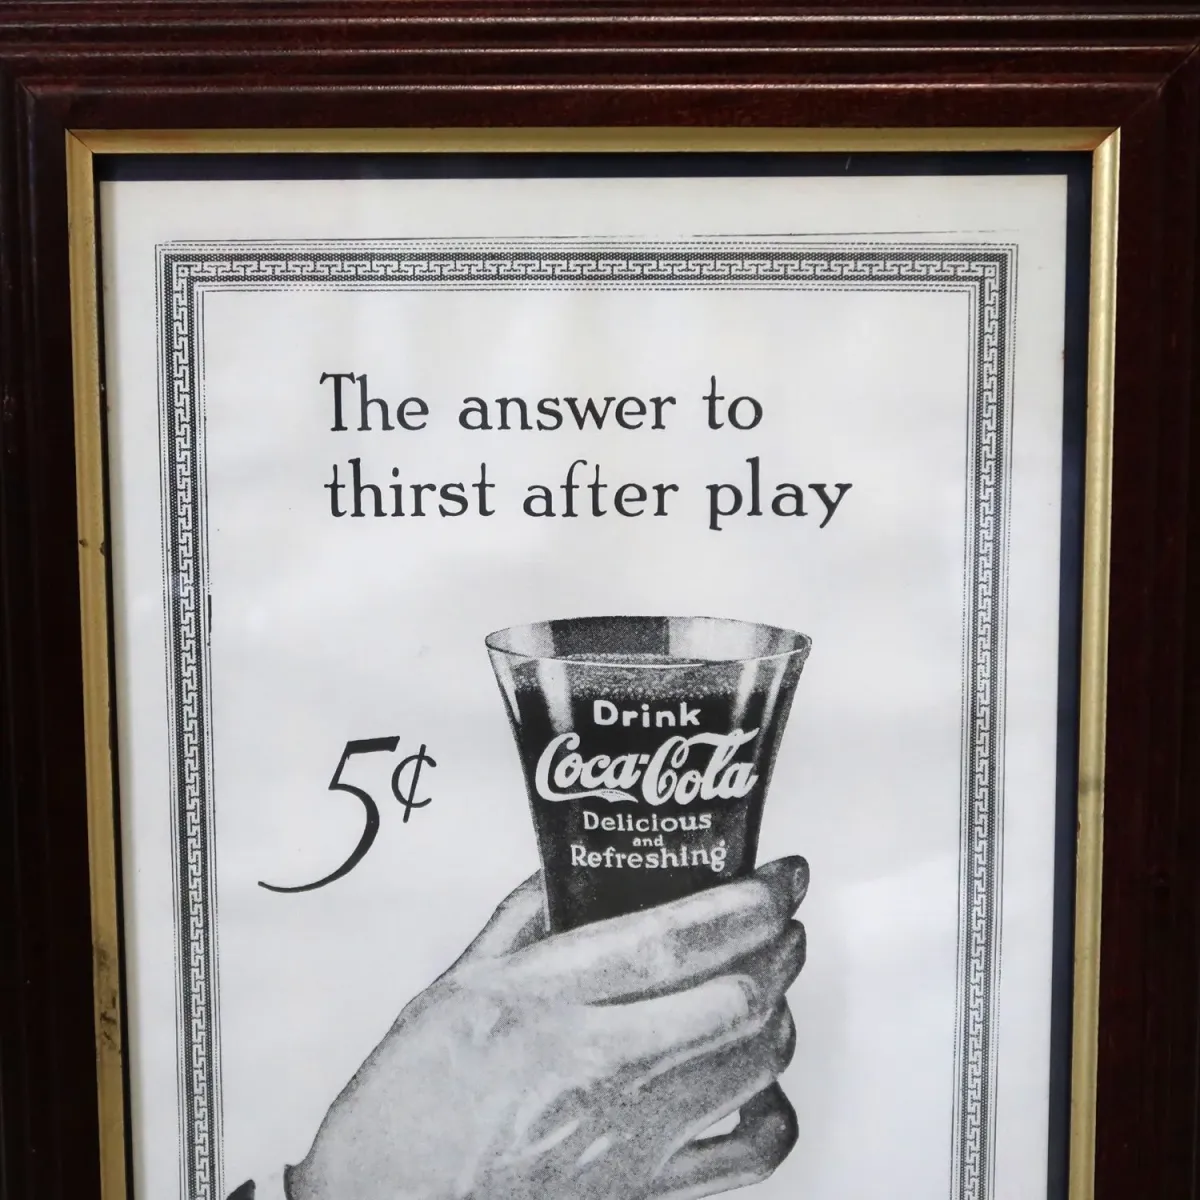 The answer to
thirst after play
5¢
Drink
Coca-Cola
Delicious
and
Refreshing